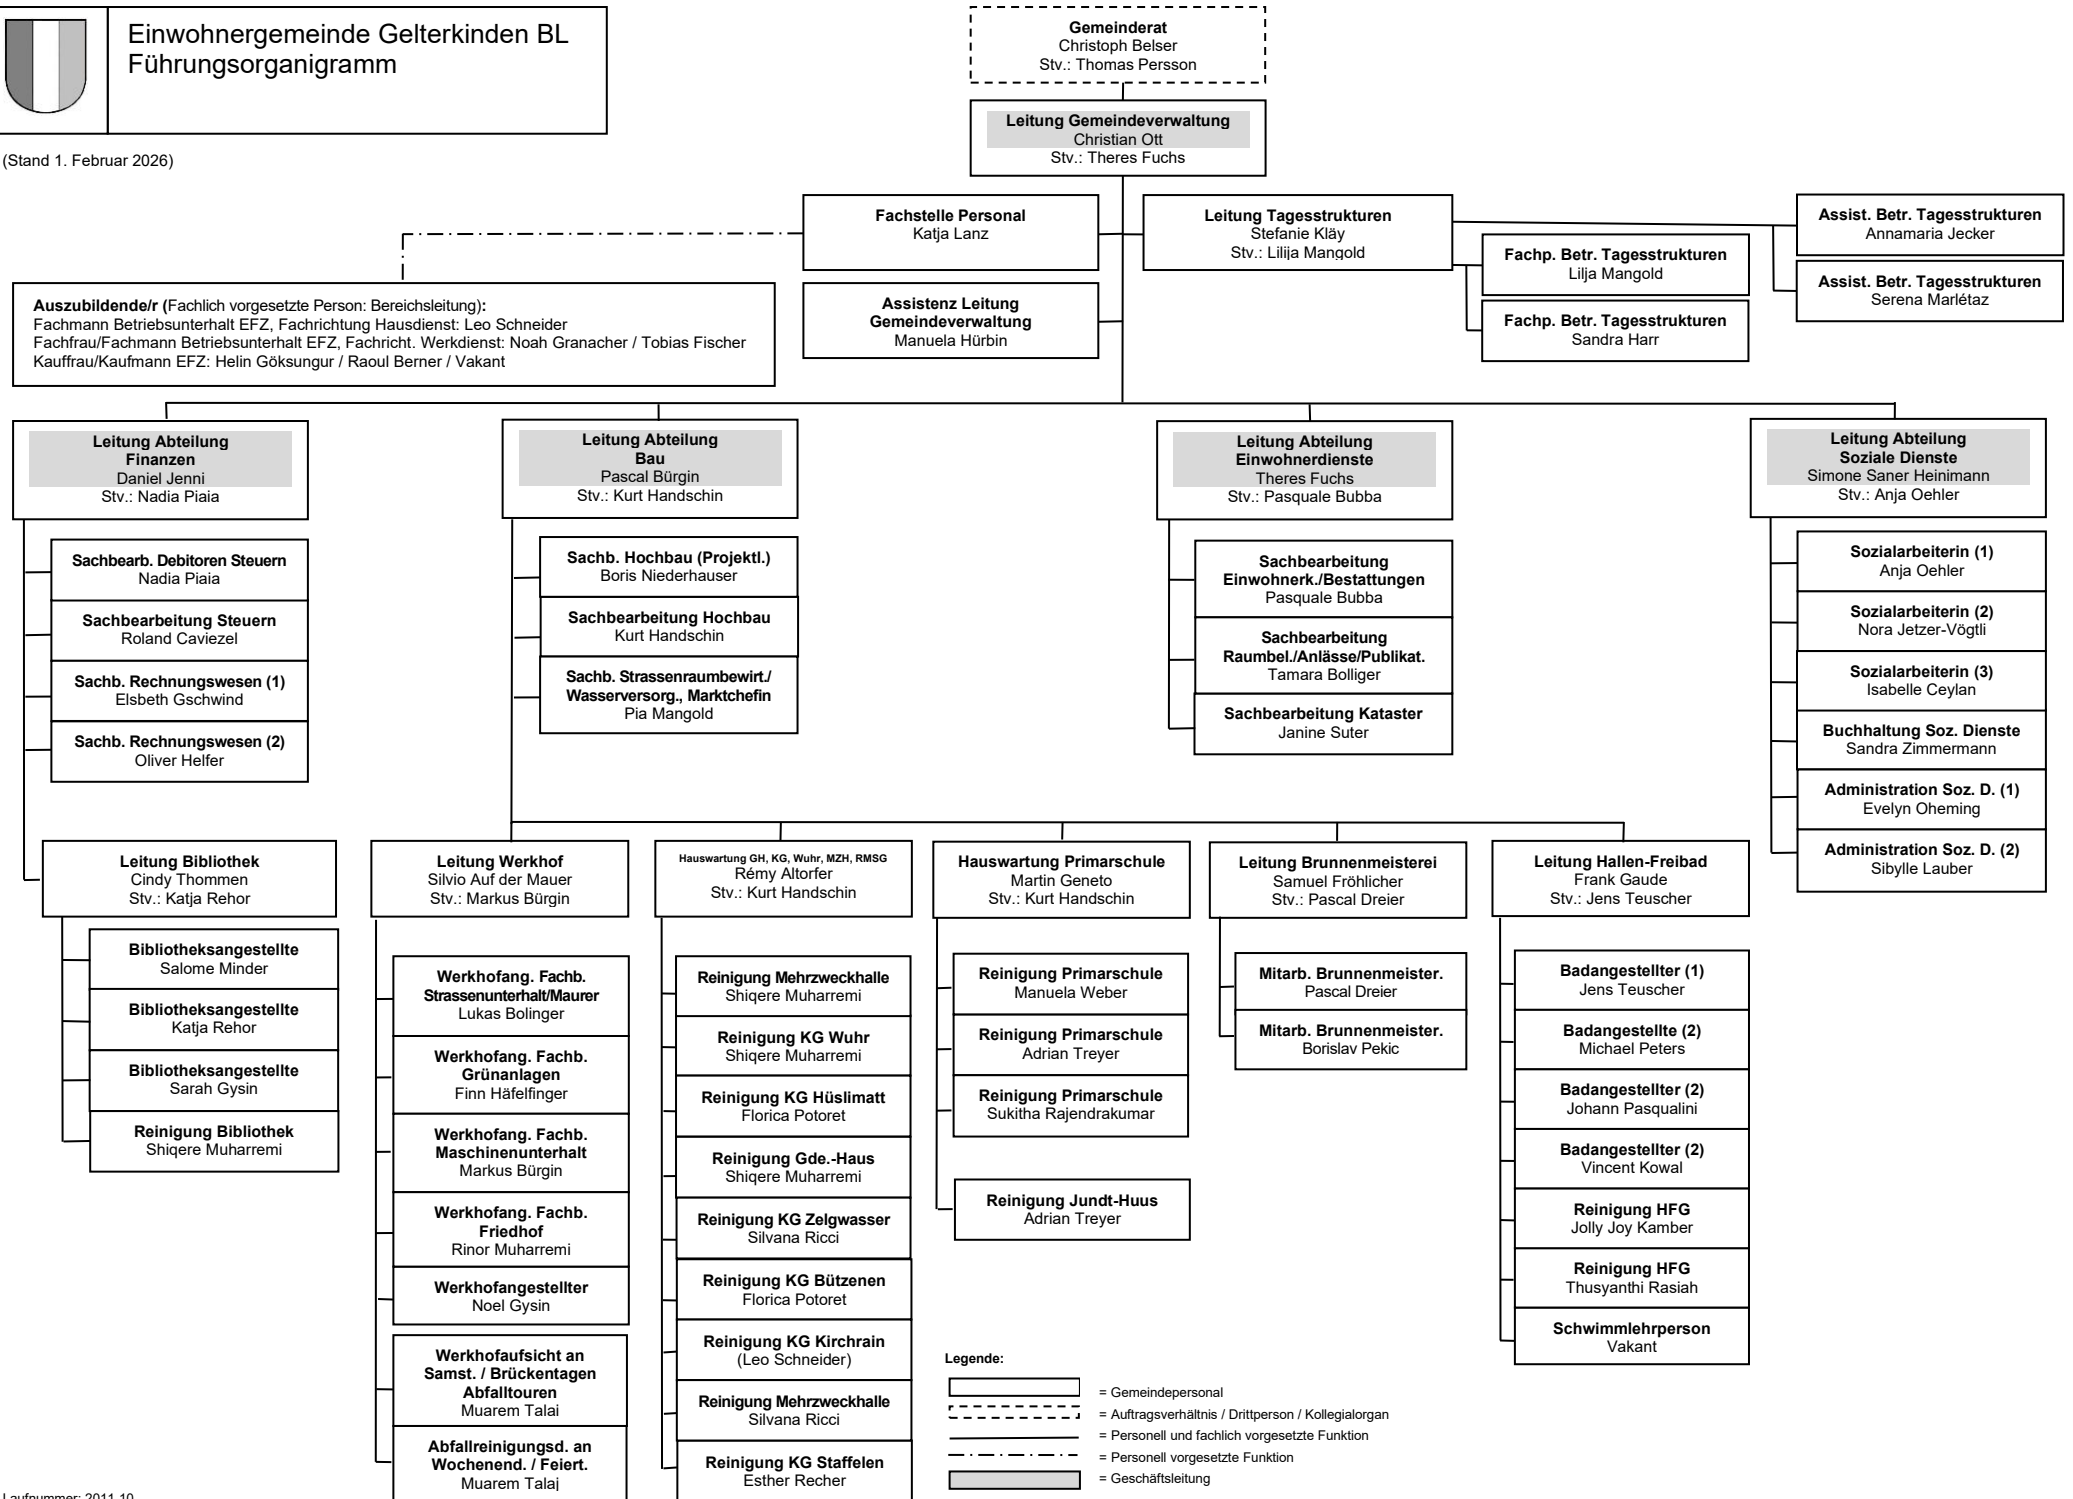 Einwohnergemeinde Gelterkinden BL
Führungsorganigramm
(Stand 1. Februar 2026)
Gemeinderat
Christoph Belser
Stv.: Thomas Persson
Leitung Gemeindeverwaltung
Christian Ott
Stv.: Theres Fuchs
Fachstelle Personal
Katja Lanz
Leitung Tagesstrukturen
Stefanie Kläy
Stv.: Lilija Mangold
Assist. Betr. Tagesstrukturen
Annamaria Jecker
Fachp. Betr. Tagesstrukturen
Lilja Mangold
Assist. Betr. Tagesstrukturen
Serena Marlétaz
Fachp. Betr. Tagesstrukturen
Sandra Harr
Assistenz Leitung
Gemeindeverwaltung
Manuela Hürbin
Auszubildende/r (Fachlich vorgesetzte Person: Bereichsleitung):
Fachmann Betriebsunterhalt EFZ, Fachrichtung Hausdienst: Leo Schneider
Fachfrau/Fachmann Betriebsunterhalt EFZ, Fachricht. Werkdienst: Noah Granacher / Tobias Fischer
Kauffrau/Kaufmann EFZ: Helin Göksungur / Raoul Berner / Vakant
Leitung Abteilung
Finanzen
Daniel Jenni
Stv.: Nadia Piaia
Sachbearb. Debitoren Steuern
Nadia Piaia
Sachbearbeitung Steuern
Roland Caviezel
Sachb. Rechnungswesen (1)
Elsbeth Gschwind
Sachb. Rechnungswesen (2)
Oliver Helfer
Leitung Abteilung
Bau
Pascal Bürgin
Stv.: Kurt Handschin
Sachb. Hochbau (Projektl.)
Boris Niederhauser
Sachbearbeitung Hochbau
Kurt Handschin
Sachb. Strassenraumbewirt./
Wasserversorg., Marktchefin
Pia Mangold
Leitung Abteilung
Einwohnerdienste
Theres Fuchs
Stv.: Pasquale Bubba
Sachbearbeitung
Einwohnerk./Bestattungen
Pasquale Bubba
Sachbearbeitung
Raumbel./Anlässe/Publikat.
Tamara Bolliger
Sachbearbeitung Kataster
Janine Suter
Leitung Abteilung
Soziale Dienste
Simone Saner Heinimann
Stv.: Anja Oehler
Sozialarbeiterin (1)
Anja Oehler
Sozialarbeiterin (2)
Nora Jetzer-Vögtli
Sozialarbeiterin (3)
Isabelle Ceylan
Buchhaltung Soz. Dienste
Sandra Zimmermann
Administration Soz. D. (1)
Evelyn Oheming
Administration Soz. D. (2)
Sibylle Lauber
Leitung Bibliothek
Cindy Thommen
Stv.: Katja Rehor
Bibliotheksangestellte
Salome Minder
Bibliotheksangestellte
Katja Rehor
Bibliotheksangestellte
Sarah Gysin
Reinigung Bibliothek
Shiqere Muharremi
Leitung Werkhof
Silvio Auf der Mauer
Stv.: Markus Bürgin
Werkhofang. Fachb.
Strassenunterhalt/Maurer
Lukas Bolinger
Werkhofang. Fachb.
Grünanlagen
Finn Häfelfinger
Werkhofang. Fachb.
Maschinenunterhalt
Markus Bürgin
Werkhofang. Fachb.
Friedhof
Rinor Muharremi
Werkhofangestellter
Noel Gysin
Werkhofaufsicht an
Samst. / Brückentagen
Abfalltouren
Muarem Talai
Abfallreinigungsd. an
Wochenend. / Feiert.
Muarem Talaj
Hauswartung GH, KG, Wuhr, MZH, RMSG
Rémy Altorfer
Stv.: Kurt Handschin
Reinigung Mehrzweckhalle
Shiqere Muharremi
Reinigung KG Wuhr
Shiqere Muharremi
Reinigung KG Hüslimatt
Florica Potoret
Reinigung Gde.-Haus
Shiqere Muharremi
Reinigung KG Zelgwasser
Silvana Ricci
Reinigung KG Bützenen
Florica Potoret
Reinigung KG Kirchrain
(Leo Schneider)
Reinigung Mehrzweckhalle
Silvana Ricci
Reinigung KG Staffelen
Esther Recher
Hauswartung Primarschule
Martin Geneto
Stv.: Kurt Handschin
Reinigung Primarschule
Manuela Weber
Reinigung Primarschule
Adrian Treyer
Reinigung Primarschule
Sukitha Rajendrakumar
Reinigung Jundt-Huus
Adrian Treyer
Leitung Brunnenmeisterei
Samuel Fröhlicher
Stv.: Pascal Dreier
Mitarb. Brunnenmeister.
Pascal Dreier
Mitarb. Brunnenmeister.
Borislav Pekic
Leitung Hallen-Freibad
Frank Gaude
Stv.: Jens Teuscher
Badangestellter (1)
Jens Teuscher
Badangestellte (2)
Michael Peters
Badangestellter (2)
Johann Pasqualini
Badangestellter (2)
Vincent Kowal
Reinigung HFG
Jolly Joy Kamber
Reinigung HFG
Thusyanthi Rasiah
Schwimmlehrperson
Vakant
Legende:
= Gemeindepersonal
= Auftragsverhältnis / Drittperson / Kollegialorgan
= Personell und fachlich vorgesetzte Funktion
= Personell vorgesetzte Funktion
= Geschäftsleitung
Laufnummer: 2011-10